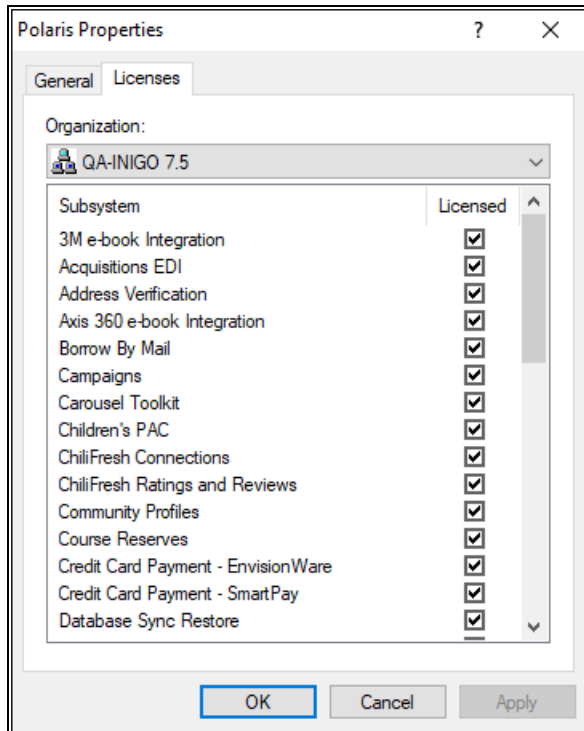 Polaris Properties ?
General Licenses
Organization:
QA-INIGO 7.5
Subsystem Licensed
3M e-book Integration
Acquisitions EDI
Address Verification
Axis 360 e-book Integration
Borrow By Mail
Campaigns
Carousel Toolkit
Children's PAC
ChiliFresh Connections
ChiliFresh Ratings and Reviews
Community Profiles
Course Reserves
Credit Card Payment - EnvisionWare
Credit Card Payment - SmartPay
Database Sync Restore
OK Cancel Apply